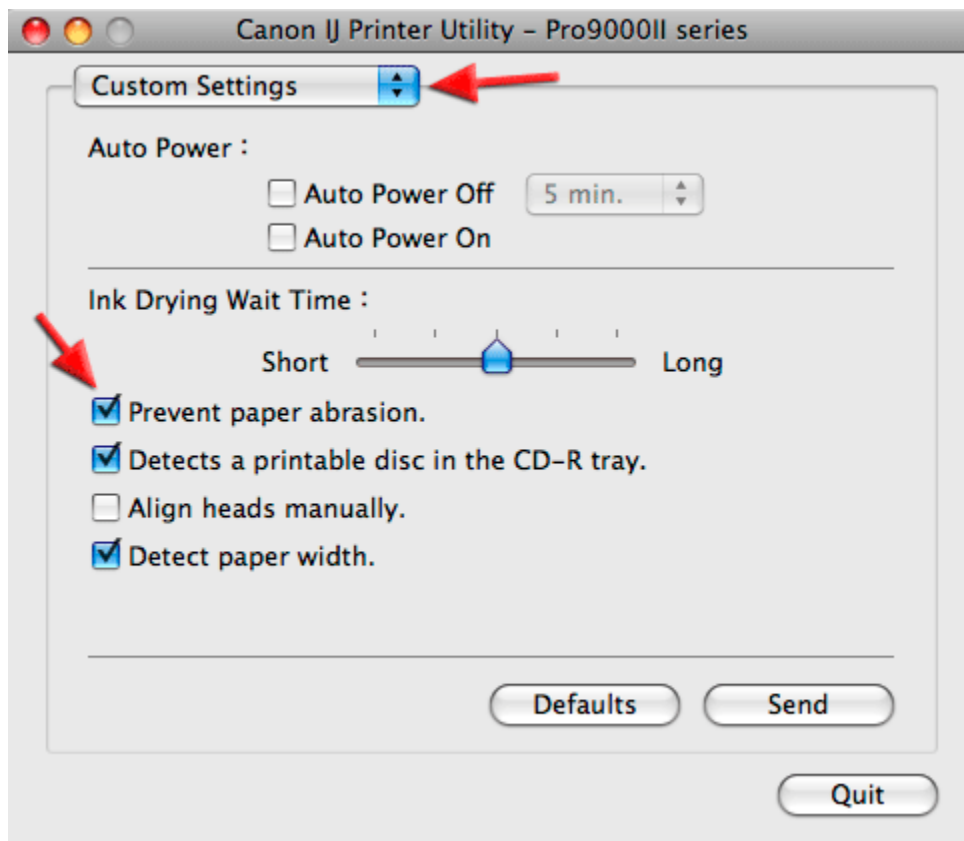 Canon IJ Printer Utility – Pro9000II series
Custom Settings
Auto Power :
Auto Power Off 5 min.
Auto Power On
Ink Drying Wait Time :
Short Long
Prevent paper abrasion.
Detects a printable disc in the CD-R tray.
Align heads manually.
Detect paper width.
Defaults Send
Quit